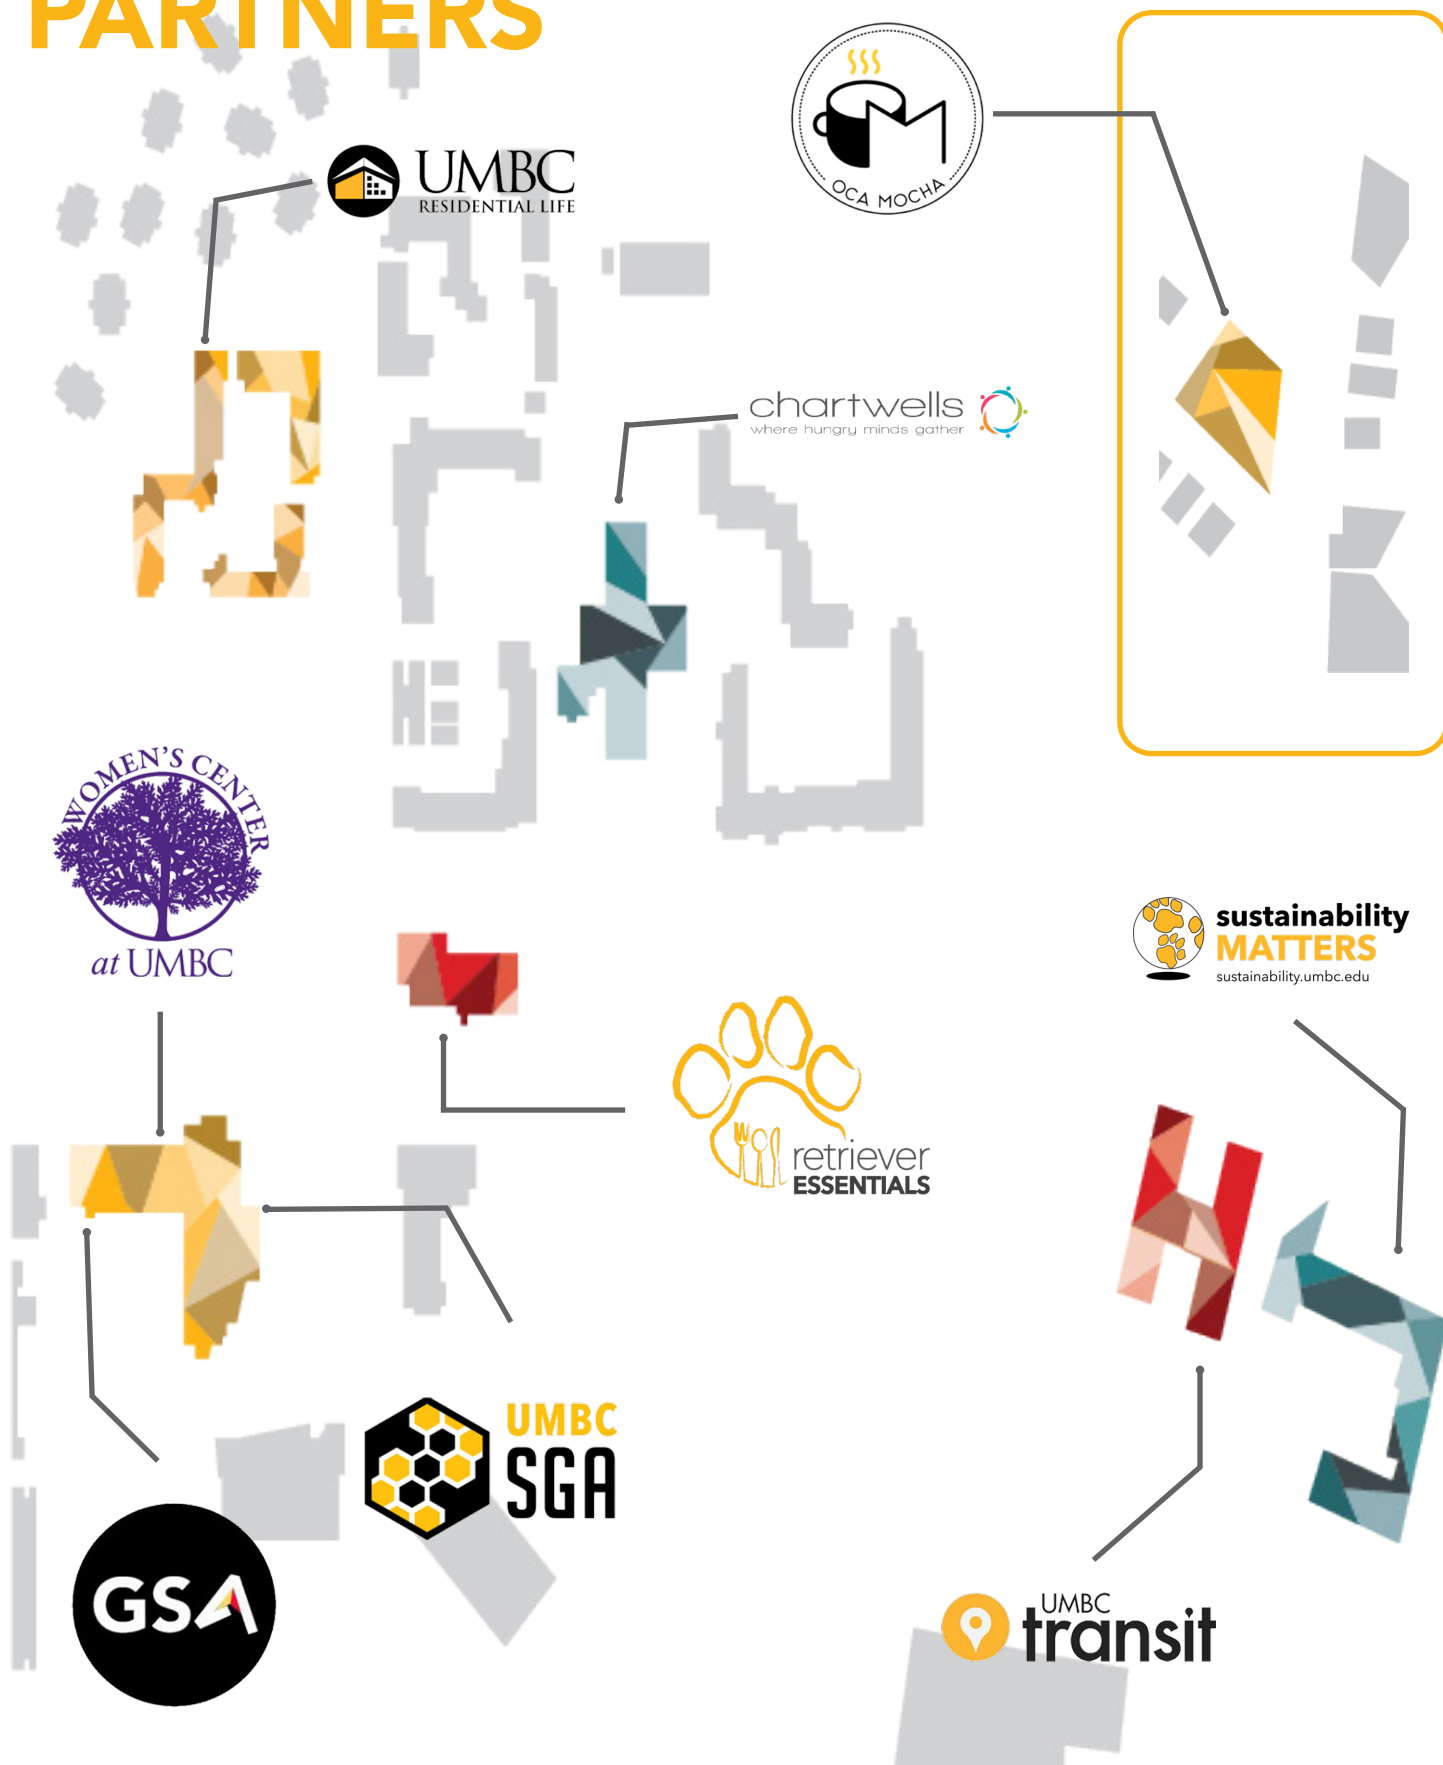 PARTNERS
OCA MOCHA
UMBC
RESIDENTIAL LIFE
chartwells
where hungry minds gather
WOMEN'S CENTER
at UMBC
sustainability
MATTERS
sustainability.umbc.edu
retriever
ESSENTIALS
UMBC
SGA
GSA
UMBC
transit